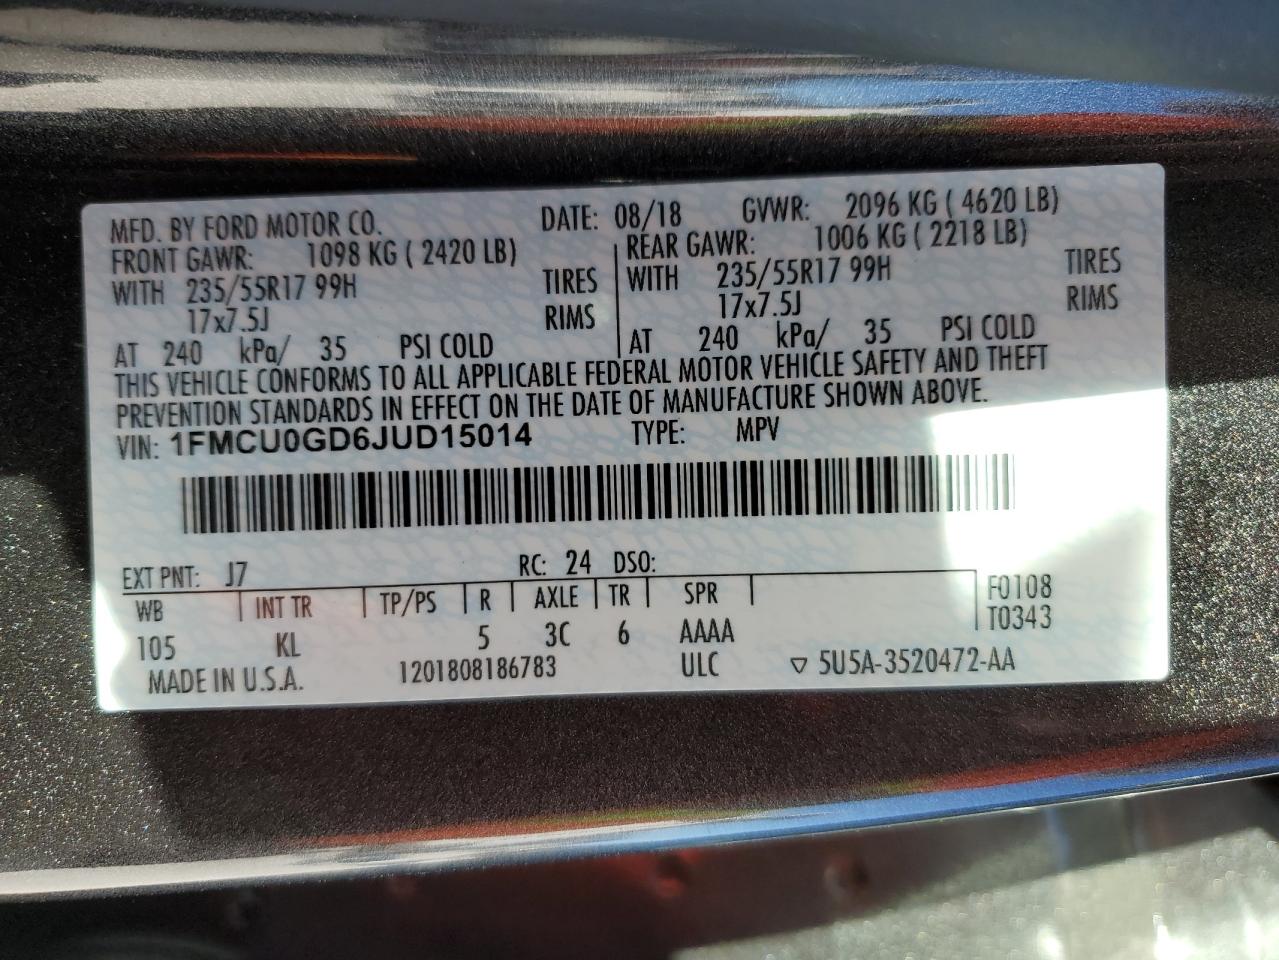 MFD. BY FORD MOTOR CO. DATE: 08/18 GVWR: 2096 KG ( 4620 LB)
FRONT GAWR: 1098 KG ( 2420 LB) REAR GAWR: 1006 KG ( 2218 LB)
WITH 235/55R17 99H TIRES WITH 235/55R17 99H TIRES
17x7.5J RIMS 17x7.5J RIMS
AT 240 kPa/ 35 PSI COLD AT 240 kPa/ 35 PSI COLD
THIS VEHICLE CONFORMS TO ALL APPLICABLE FEDERAL MOTOR VEHICLE SAFETY AND THEFT
PREVENTION STANDARDS IN EFFECT ON THE DATE OF MANUFACTURE SHOWN ABOVE.
VIN: 1FMCU0GD6JUD15014 TYPE: MPV
EXT PNT: J7 RC: 24 DSO:
WB INT TR TP/PS R AXLE TR SPR F0108
T0343
105 KL 5 3C 6 AAAA
MADE IN U.S.A. 1201808186783 ULC ▽ 5U5A-3520472-AA